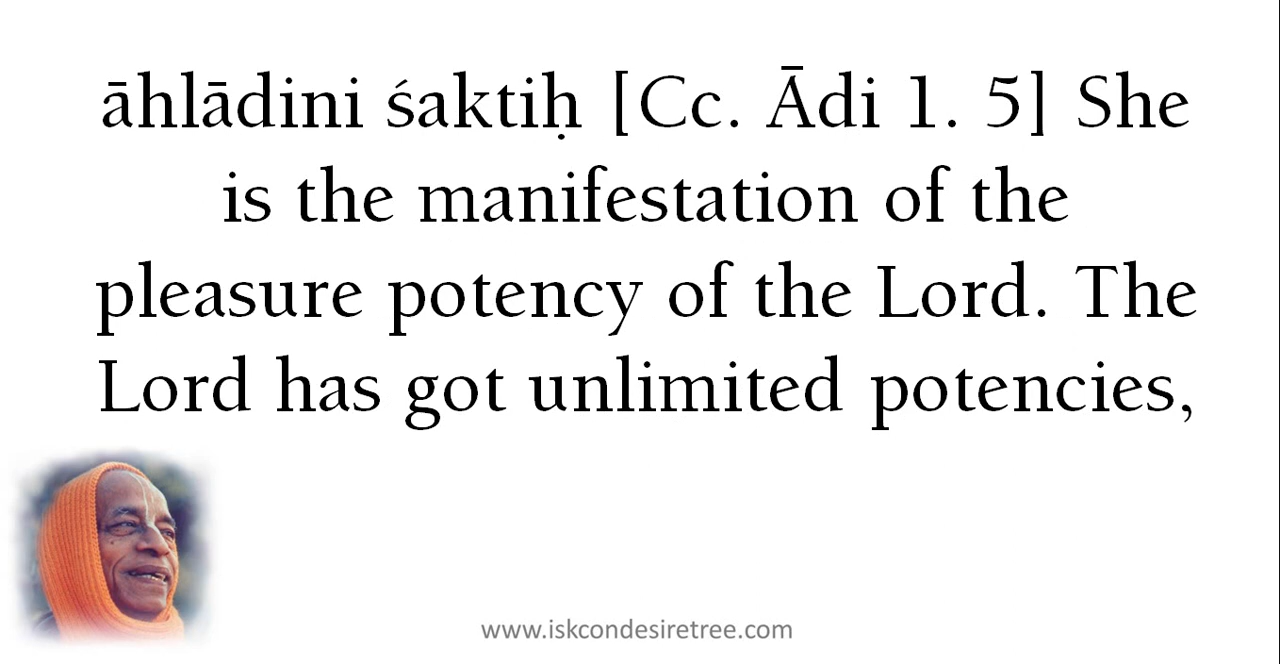 āhlādini śaktiḥ [Cc. Ādi 1. 5] She
is the manifestation of the
pleasure potency of the Lord. The
Lord has got unlimited potencies,
www.iskcondesiretree.com